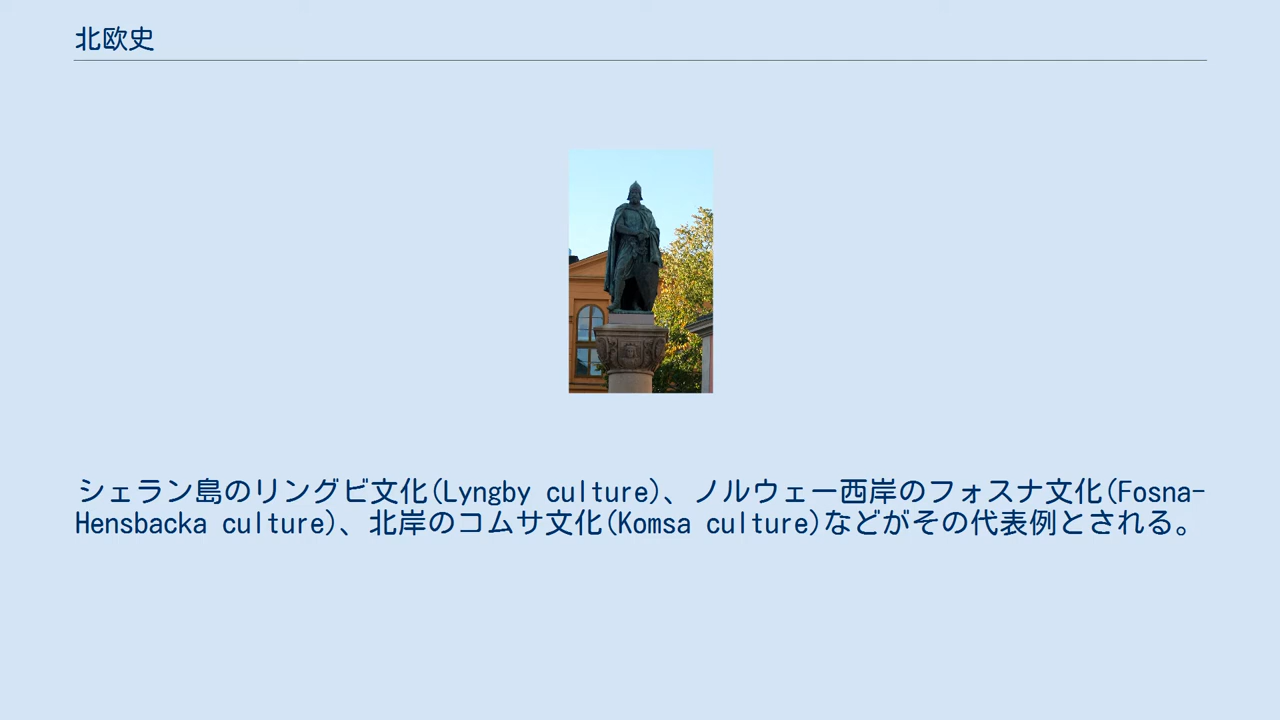 北欧史
シェラン島のリングビ文化(Lyngby culture)、ノルウェー西岸のフォスナ文化(Fosna-
Hensbacka culture)、北岸のコムサ文化(Komsa culture)などがその代表例とされる。